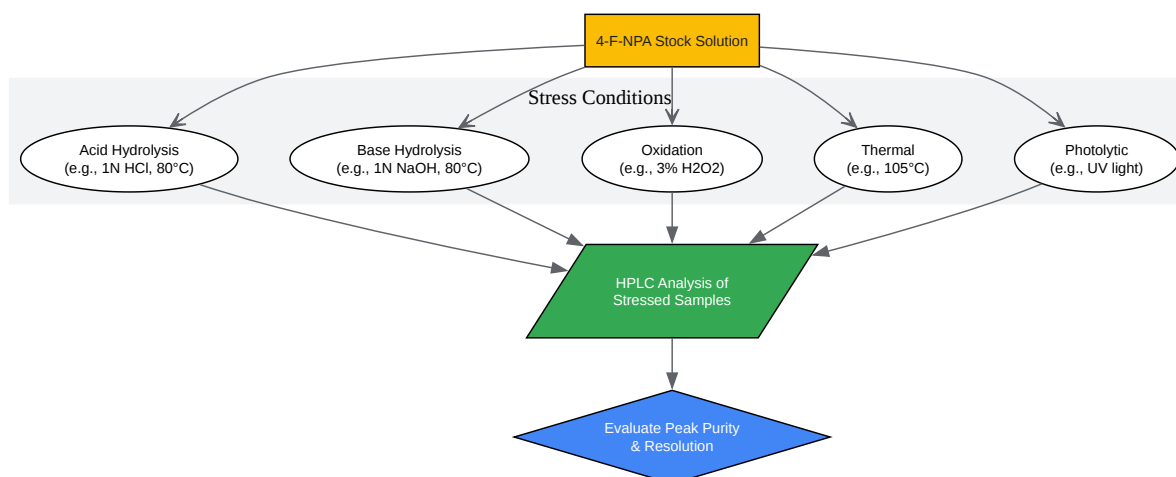 4-F-NPA Stock Solution
Stress Conditions
Acid Hydrolysis
(e.g., 1N HCl, 80°C)
Base Hydrolysis
(e.g., 1N NaOH, 80°C)
Oxidation
(e.g., 3% H2O2)
Thermal
(e.g., 105°C)
Photolytic
(e.g., UV light)
HPLC Analysis of
Stressed Samples
Evaluate Peak Purity
& Resolution